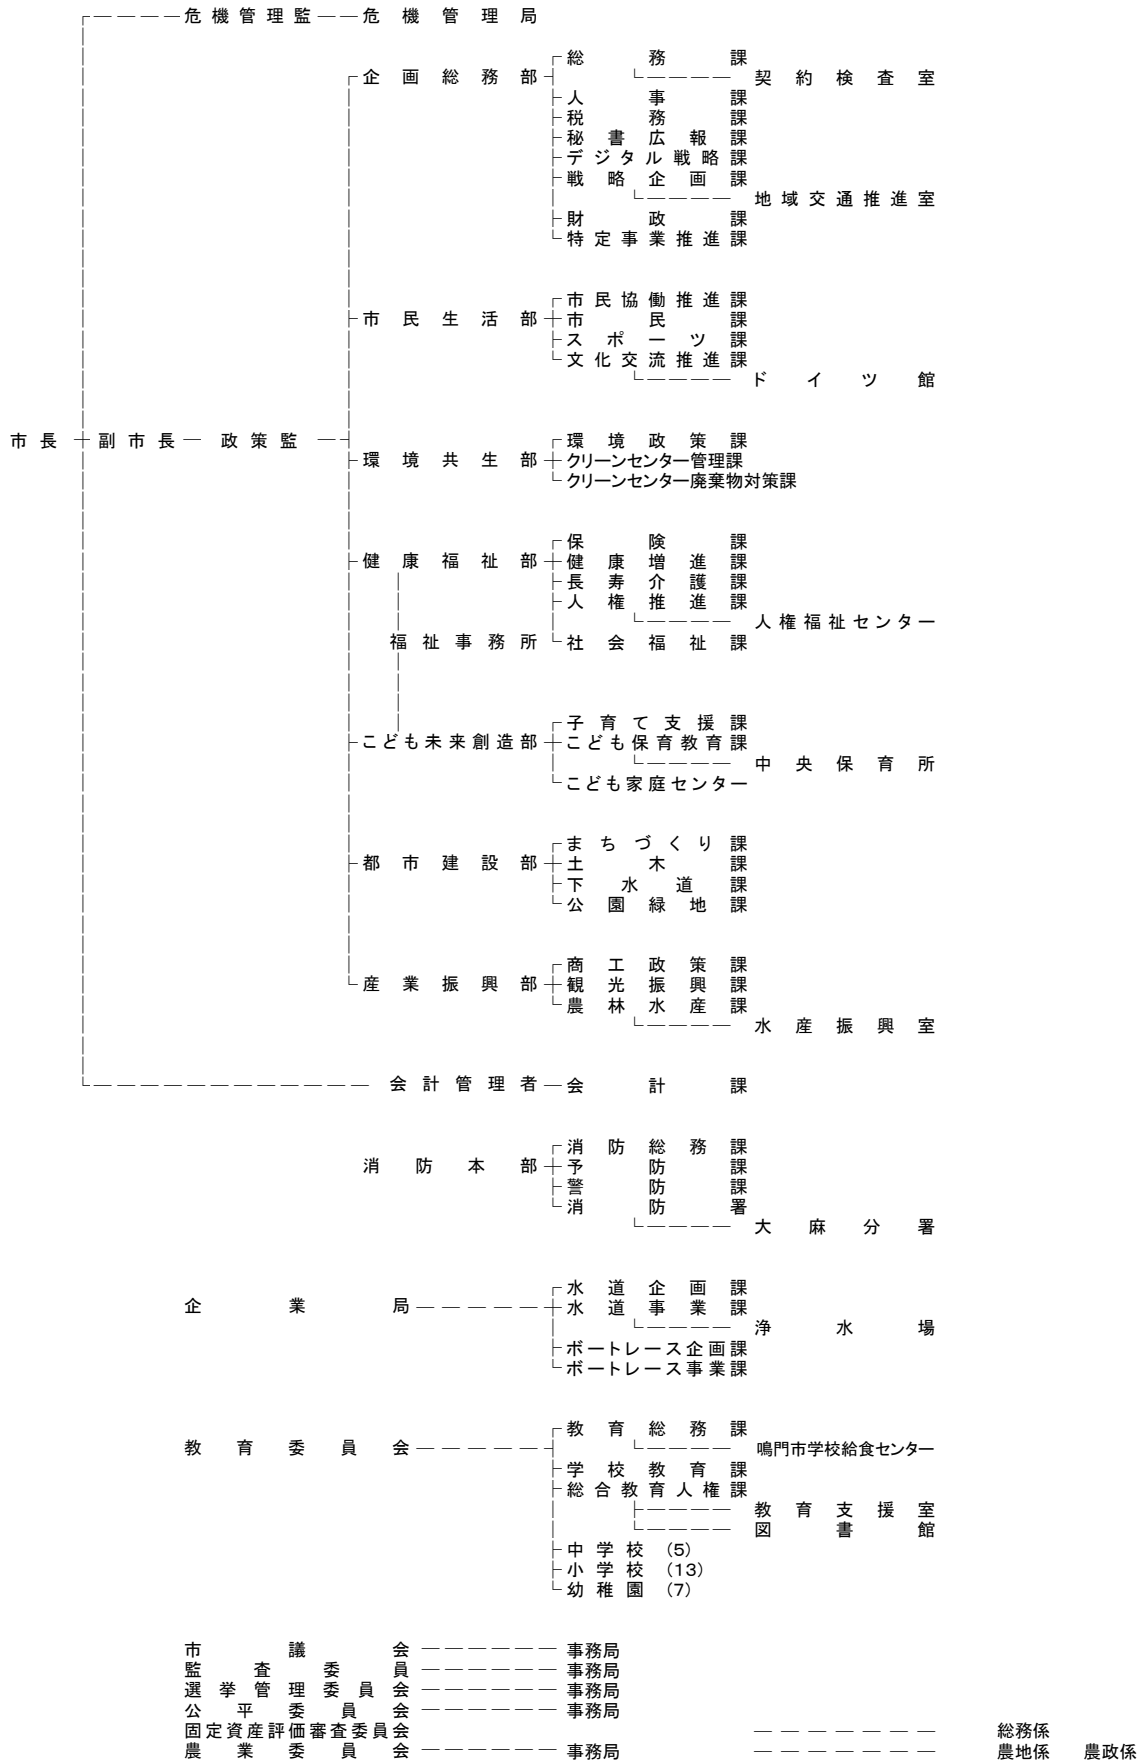 危機管理監 危機管理局
総務課
企画総務部 契約検査室
人事課
税務課
秘書広報課
デジタル戦略課
戦略企画課
地域交通推進室
財政課
特定事業推進課
市民協働推進課
市民生活部 市民課
スポーツ課
文化交流推進課
ドイツ館
市長 副市長 政策監 環境政策課
環境共生部 クリーンセンター管理課
クリーンセンター廃棄物対策課
保険課
健康福祉部 健康増進課
長寿介護課
人権推進課
人権福祉センター
福祉事務所 社会福祉課
子育て支援課
こども未来創造部 こども保育教育課
中央保育所
こども家庭センター
まちづくり課
都市建設部 土木課
下水道課
公園緑地課
商工政策課
産業振興部 観光振興課
農林水産課
水産振興室
会計管理者 会計課
消防総務課
消防本部 予防課
警防課
消防署
大麻分署
水道企画課
企業局 水道事業課
浄水場
ボートレース企画課
ボートレース事業課
教育総務課
教育委員会 鳴門市学校給食センター
学校教育課
総合教育人権課
教育支援室
図書館
中学校 (5)
小学校 (13)
幼稚園 (7)
市議会 事務局
監査委員 事務局
選挙管理委員会 事務局
公平委員会 事務局
固定資産評価審査委員会 総務係
農業委員会 事務局 農地係 農政係